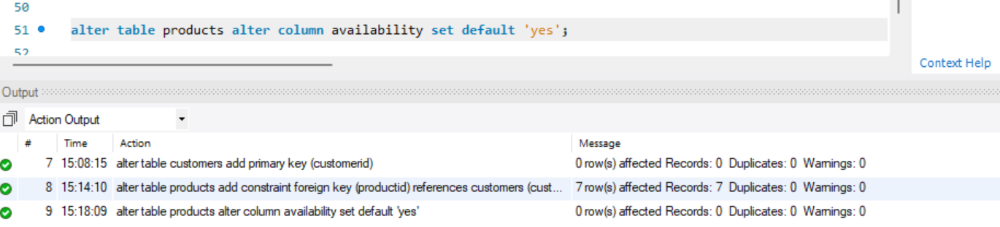 50
51 alter table products alter column availability set default 'yes';
52
Context Help
Output
Action Output
# Time Action Message
7 15:08:15 alter table customers add primary key (customerid) 0 row(s) affected Records: 0 Duplicates: 0 Warnings: 0
8 15:14:10 alter table products add constraint foreign key (productid) references customers (cust... 7 row(s) affected Records: 7 Duplicates: 0 Warnings: 0
9 15:18:09 alter table products alter column availability set default 'yes' 0 row(s) affected Records: 0 Duplicates: 0 Warnings: 0